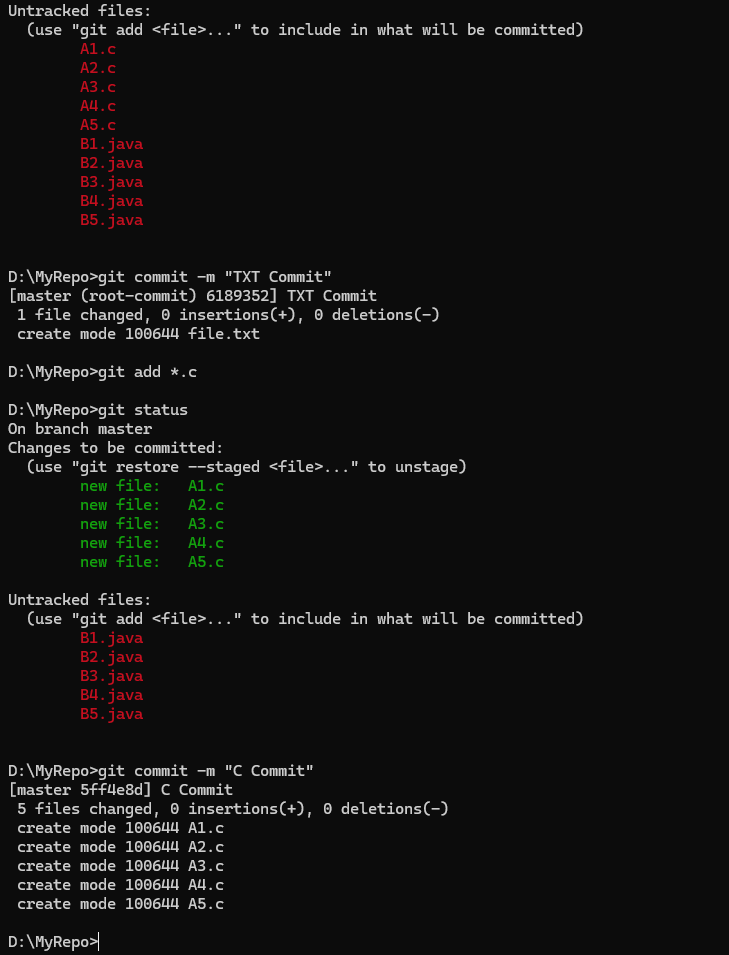 Untracked files:
  (use "git add <file>..." to include in what will be committed)
        A1.c
        A2.c
        A3.c
        A4.c
        A5.c
        B1.java
        B2.java
        B3.java
        B4.java
        B5.java
D:\MyRepo>git commit -m "TXT Commit"
[master (root-commit) 6189352] TXT Commit
 1 file changed, 0 insertions(+), 0 deletions(-)
 create mode 100644 file.txt
D:\MyRepo>git add *.c
D:\MyRepo>git status
On branch master
Changes to be committed:
  (use "git restore --staged <file>..." to unstage)
        new file:   A1.c
        new file:   A2.c
        new file:   A3.c
        new file:   A4.c
        new file:   A5.c
Untracked files:
  (use "git add <file>..." to include in what will be committed)
        B1.java
        B2.java
        B3.java
        B4.java
        B5.java
D:\MyRepo>git commit -m "C Commit"
[master 5ff4e8d] C Commit
 5 files changed, 0 insertions(+), 0 deletions(-)
 create mode 100644 A1.c
 create mode 100644 A2.c
 create mode 100644 A3.c
 create mode 100644 A4.c
 create mode 100644 A5.c
D:\MyRepo>